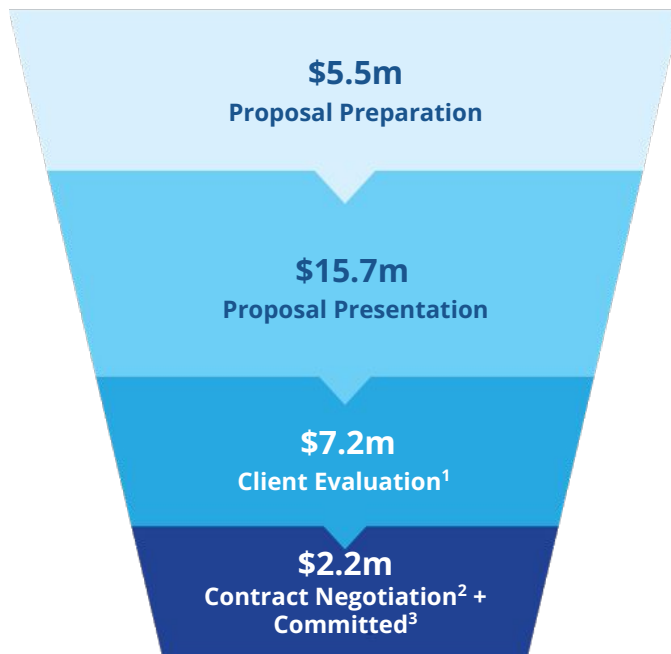 $5.5m
Proposal Preparation
$15.7m
Proposal Presentation
$7.2m
Client Evaluation¹
$2.2m
Contract Negotiation² +
Committed³